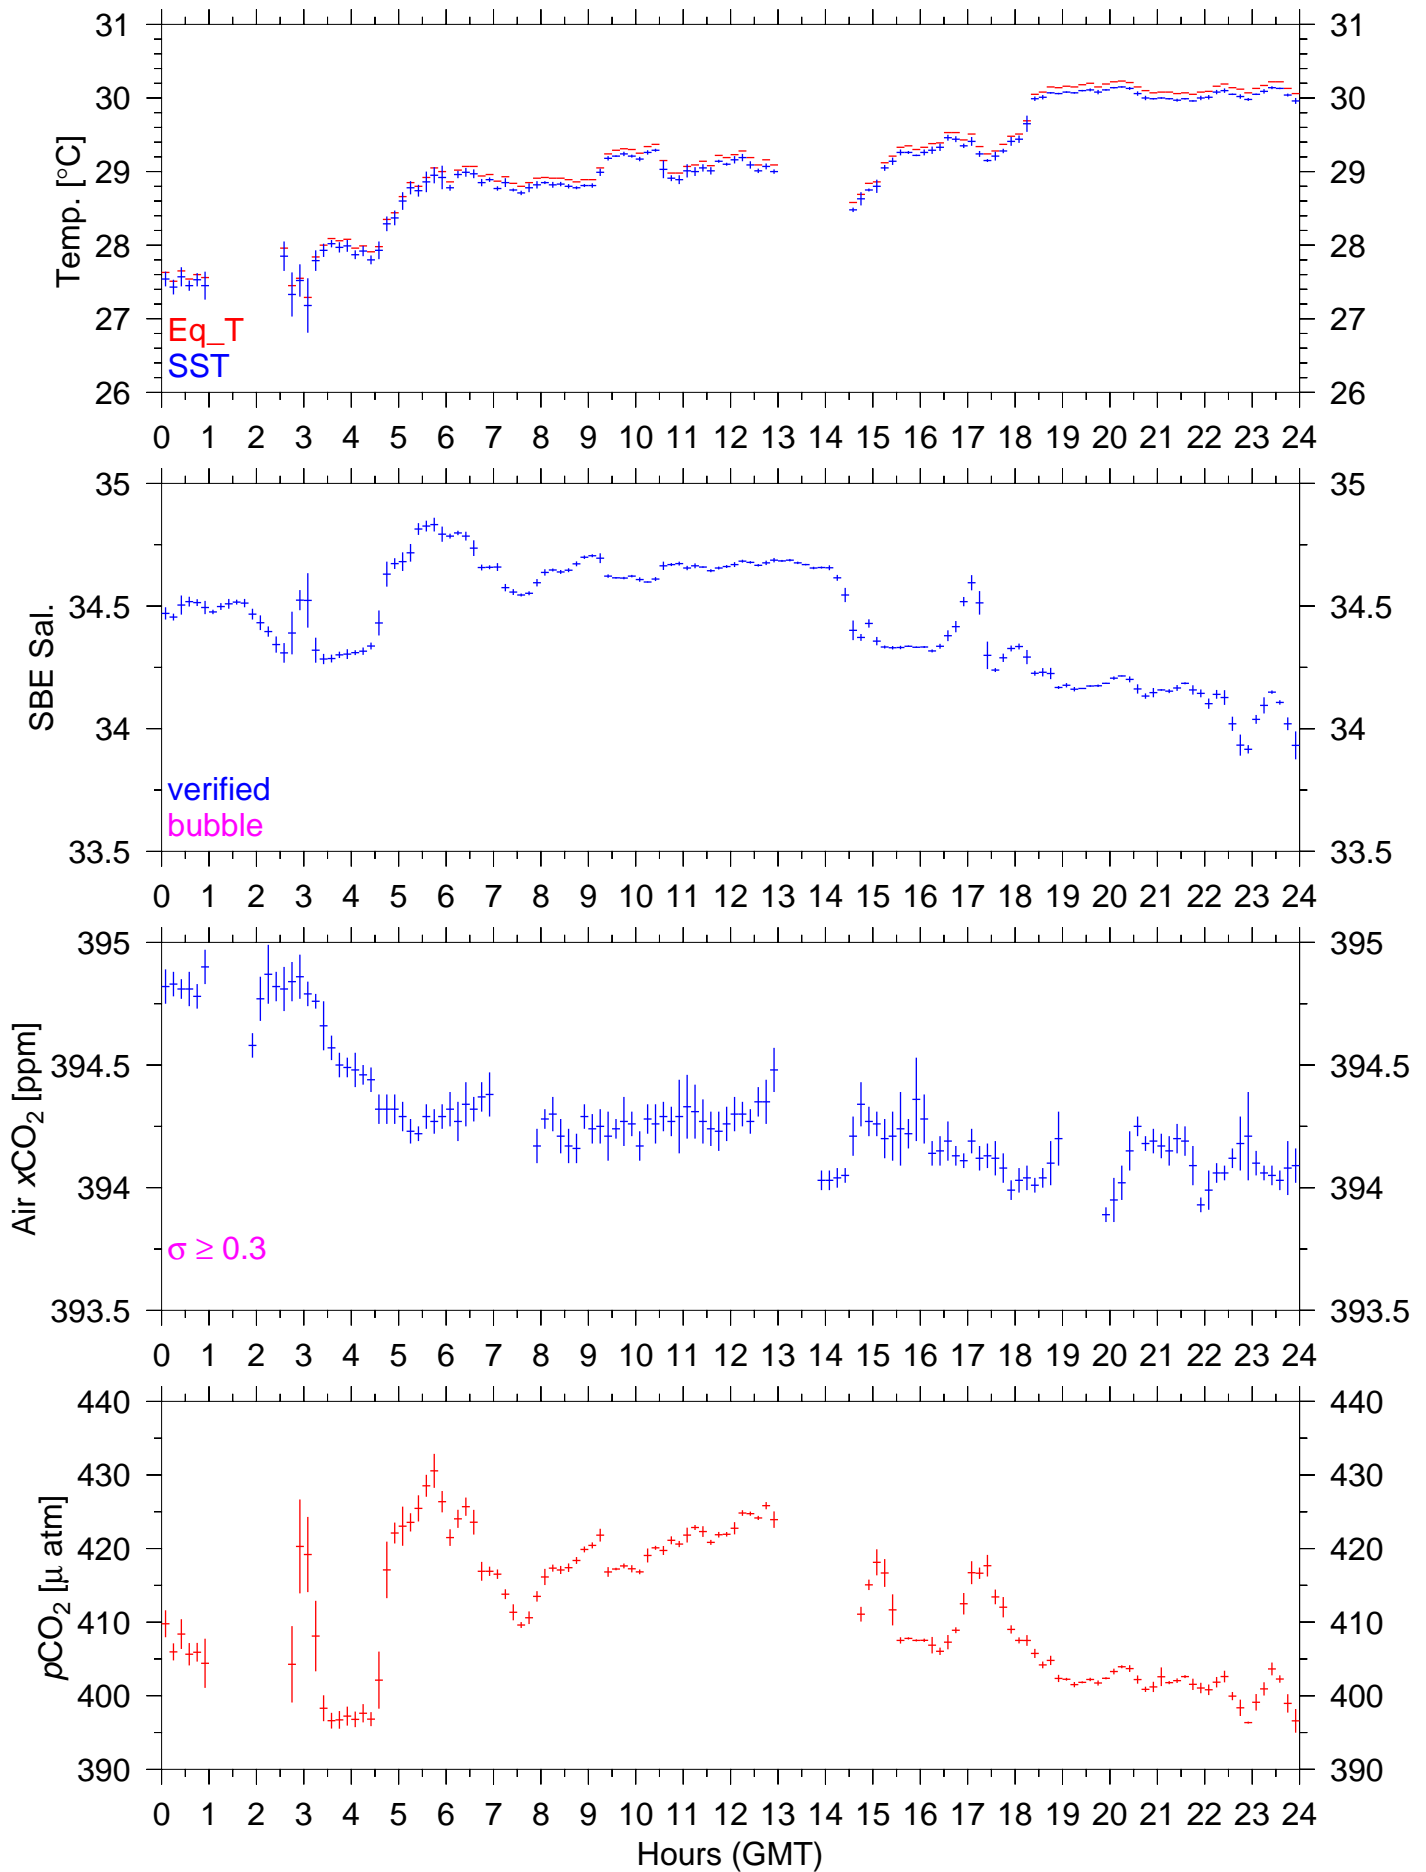 31 31
30 30
29 29
28 28
27 27
26 26
Temp. [°C]
Eq_T
SST
0 1 2 3 4 5 6 7 8 9 10 11 12 13 14 15 16 17 18 19 20 21 22 23 24
35 35
34.5 34.5
34 34
33.5 33.5
SBE Sal.
verified
bubble
0 1 2 3 4 5 6 7 8 9 10 11 12 13 14 15 16 17 18 19 20 21 22 23 24
395 395
394.5 394.5
394 394
393.5 393.5
Air xCO₂ [ppm]
σ ≥ 0.3
0 1 2 3 4 5 6 7 8 9 10 11 12 13 14 15 16 17 18 19 20 21 22 23 24
440 440
430 430
420 420
410 410
400 400
390 390
pCO₂ [μ atm]
0 1 2 3 4 5 6 7 8 9 10 11 12 13 14 15 16 17 18 19 20 21 22 23 24
Hours (GMT)